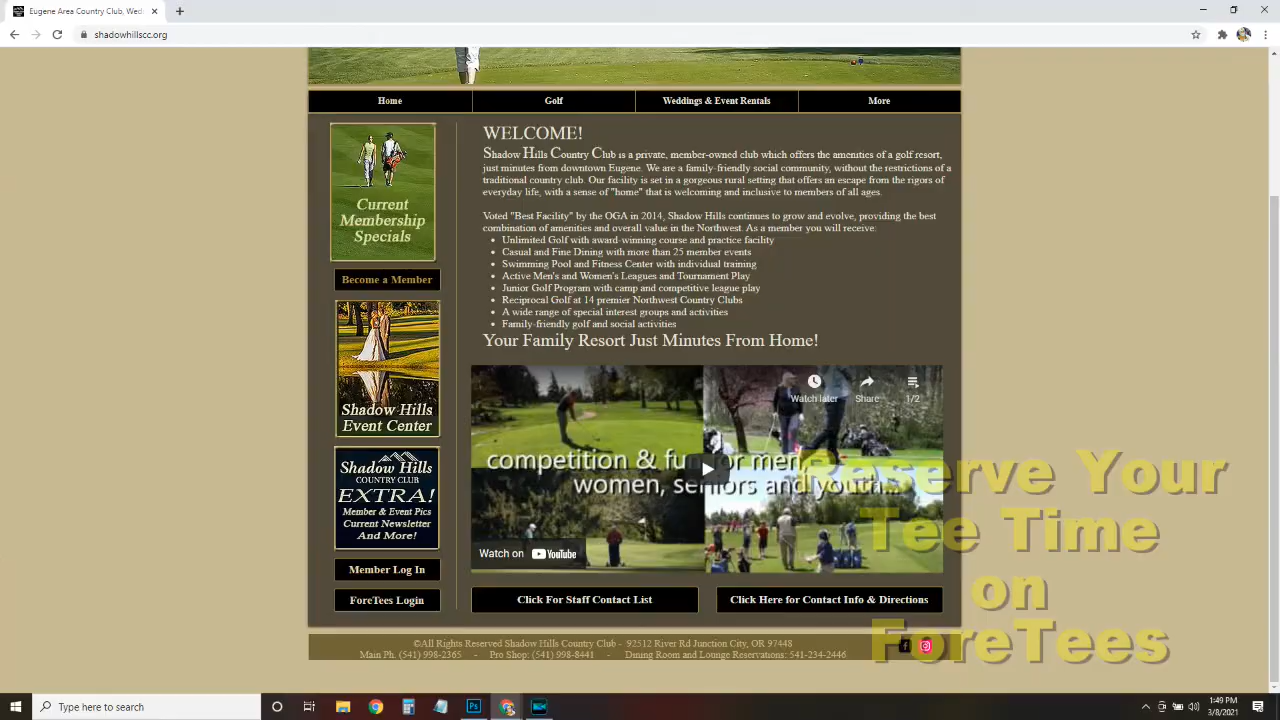 Eugene Area Country Club, Wedd
shadowhillscc.org
Home
Golf
Weddings & Event Rentals
More
Current
Membership
Specials
Become a Member
Shadow Hills
Event Center
Shadow Hills
COUNTRY CLUB
EXTRA!
Member & Event Pics
Current Newsletter
And More!
Member Log In
ForeTees Login
WELCOME!
Shadow Hills Country Club is a private, member-owned club which offers the amenities of a golf resort,
just minutes from downtown Eugene. We are a family-friendly social community, without the restrictions of a
traditional country club. Our facility is set in a gorgeous rural setting that offers an escape from the rigors of
everyday life, with a sense of "home" that is welcoming and inclusive to members of all ages.
Voted "Best Facility" by the OGA in 2014, Shadow Hills continues to grow and evolve, providing the best
combination of amenities and overall value in the Northwest. As a member you will receive:
• Unlimited Golf with award-winning course and practice facility
• Casual and Fine Dining with more than 25 member events
• Swimming Pool and Fitness Center with individual training
• Active Men's and Women's Leagues and Tournament Play
• Junior Golf Program with camp and competitive league play
• Reciprocal Golf at 14 premier Northwest Country Clubs
• A wide range of special interest groups and activities
• Family-friendly golf and social activities
Your Family Resort Just Minutes From Home!
Watch later
Share
1/2
competition & fun for men,
women, seniors and youth...
Watch on YouTube
Click For Staff Contact List
Click Here for Contact Info & Directions
©All Rights Reserved Shadow Hills Country Club - 92512 River Rd Junction City, OR 97448
Main Ph. (541) 998-2365 - Pro Shop: (541) 998-8441 - Dining Room and Lounge Reservations: 541-234-2446
Reserve Your
Tee Time
on
ForeTees
Type here to search
Ps
1:49 PM
3/8/2021